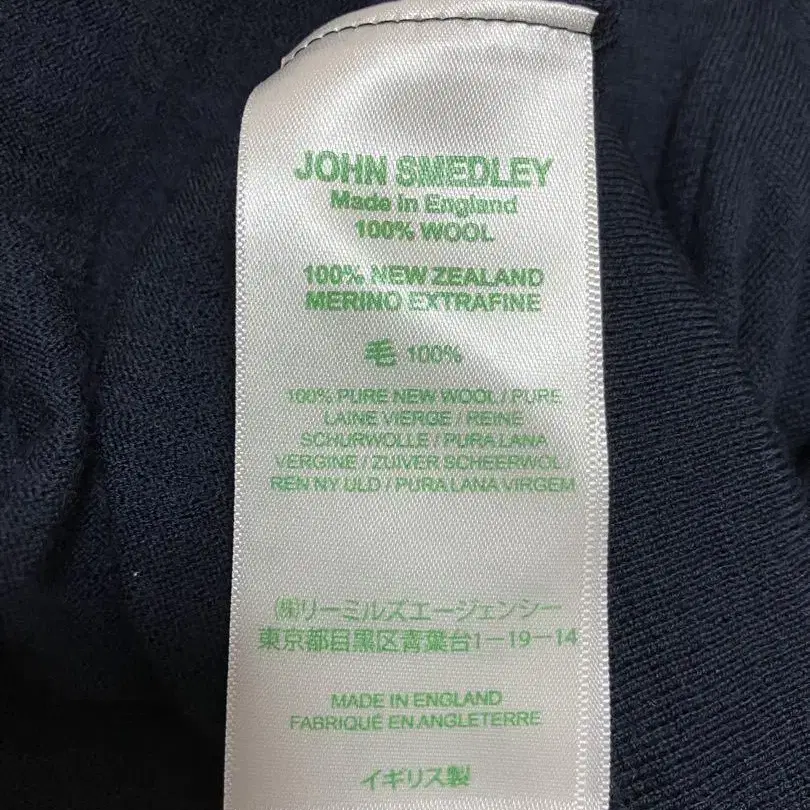 JOHN SMEDLEY
Made in England
100% WOOL
100% NEW ZEALAND
MERINO EXTRAFINE
毛 100%
100% PURE NEW WOOL / PURE
LAINE VIERGE / REINE
SCHURWOLLE / PURA LANA
VERGINE / ZUIVER SCHEERWOL /
REN NY ULD / PURA LANA VIRGEM
㈱リーミルズエージェンシー
東京都目黒区青葉台1-19-14
MADE IN ENGLAND
FABRIQUÉ EN ANGLETERRE
イギリス製